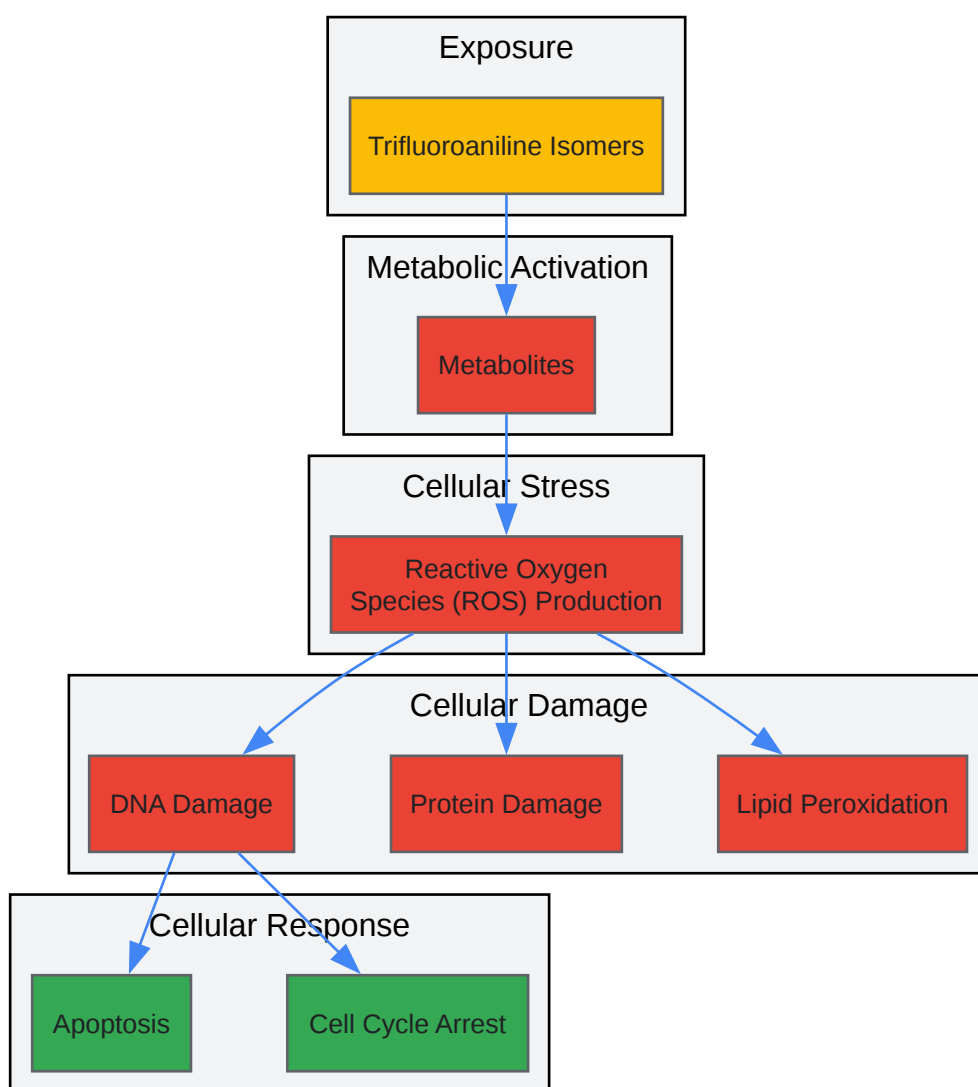 Exposure
Trifluoroaniline Isomers
Metabolic Activation
Metabolites
Cellular Stress
Reactive Oxygen
Species (ROS) Production
Cellular Damage
DNA Damage
Protein Damage
Lipid Peroxidation
Cellular Response
Apoptosis
Cell Cycle Arrest